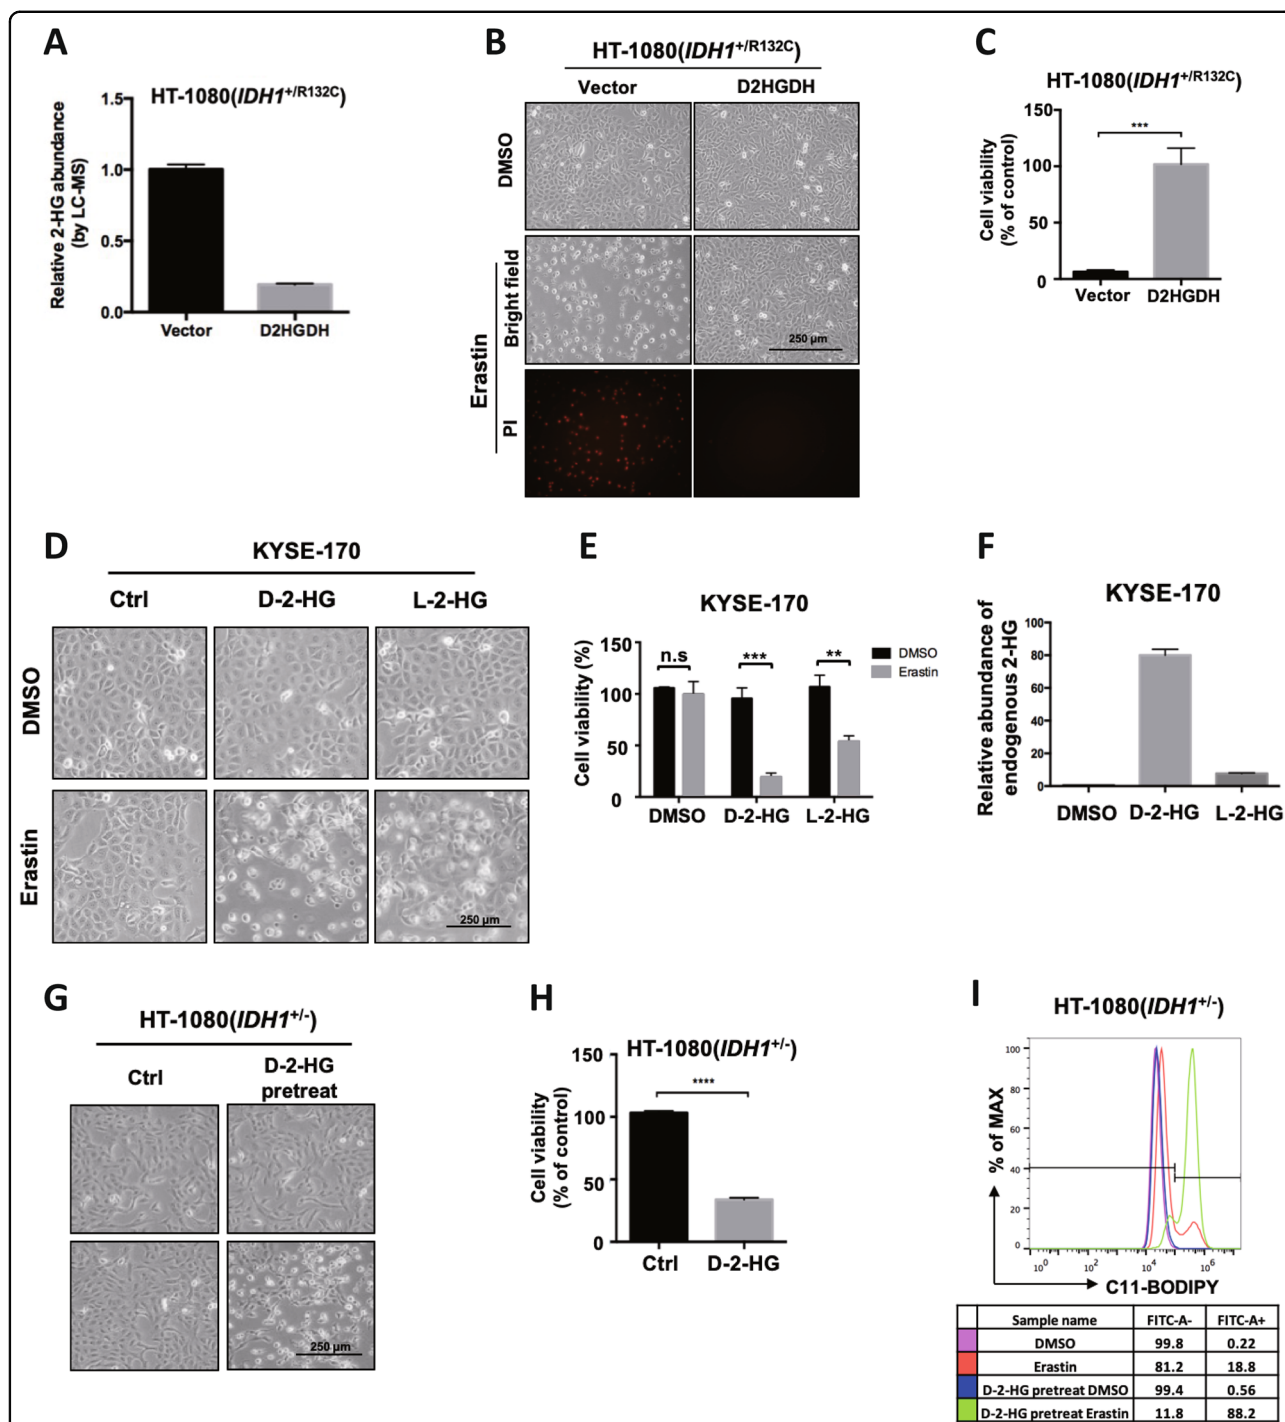 A
HT-1080(IDH1+/R132C)
Relative 2-HG abundance
(by LC-MS)
1.5
1.0
0.5
0.0
Vector
D2HGDH
B
HT-1080(IDH1+/R132C)
Vector
D2HGDH
DMSO
Erastin
Bright field
250 µm
PI
C
HT-1080(IDH1+/R132C)
Cell viability
(% of control)
150
100
50
0
***
Vector
D2HGDH
D
KYSE-170
Ctrl
D-2-HG
L-2-HG
DMSO
Erastin
250 µm
E
KYSE-170
Cell viability (%)
150
100
50
0
n.s
***
**
DMSO
Erastin
DMSO
D-2-HG
L-2-HG
F
KYSE-170
Relative abundance of
endogenous 2-HG
100
80
60
40
20
0
DMSO
D-2-HG
L-2-HG
G
HT-1080(IDH1+/-)
Ctrl
D-2-HG
pretreat
250 µm
H
HT-1080(IDH1+/-)
Cell viability
(% of control)
150
100
50
0
****
Ctrl
D-2-HG
I
HT-1080(IDH1+/-)
% of MAX
100
80
60
40
20
0
10^0
10^2
10^4
10^6
C11-BODIPY
Sample name FITC-A- FITC-A+
DMSO 99.8 0.22
Erastin 81.2 18.8
D-2-HG pretreat DMSO 99.4 0.56
D-2-HG pretreat Erastin 11.8 88.2